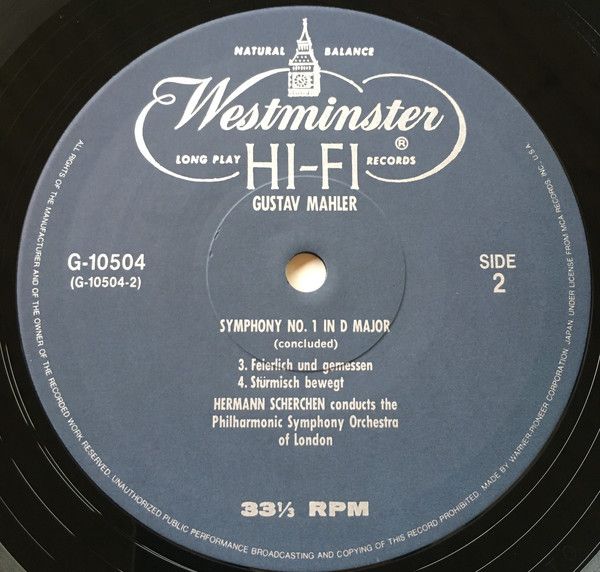 NATURAL BALANCE
Westminster ®
LONG PLAY HI-FI RECORDS
GUSTAV MAHLER
G-10504
(G-10504-2)
SIDE
2
SYMPHONY NO. 1 IN D MAJOR
(concluded)
3. Feierlich und gemessen
4. Stürmisch bewegt
HERMANN SCHERCHEN conducts the
Philharmonic Symphony Orchestra
of London
33⅓ RPM
ALL RIGHTS OF THE MANUFACTURER AND OF THE OWNER OF THE RECORDED WORK RESERVED. UNAUTHORIZED PUBLIC PERFORMANCE BROADCASTING AND COPYING OF THIS RECORD PROHIBITED. MADE BY WARNER-PIONEER CORPORATION, JAPAN, UNDER LICENSE FROM MCA RECORDS INC., U.S.A.